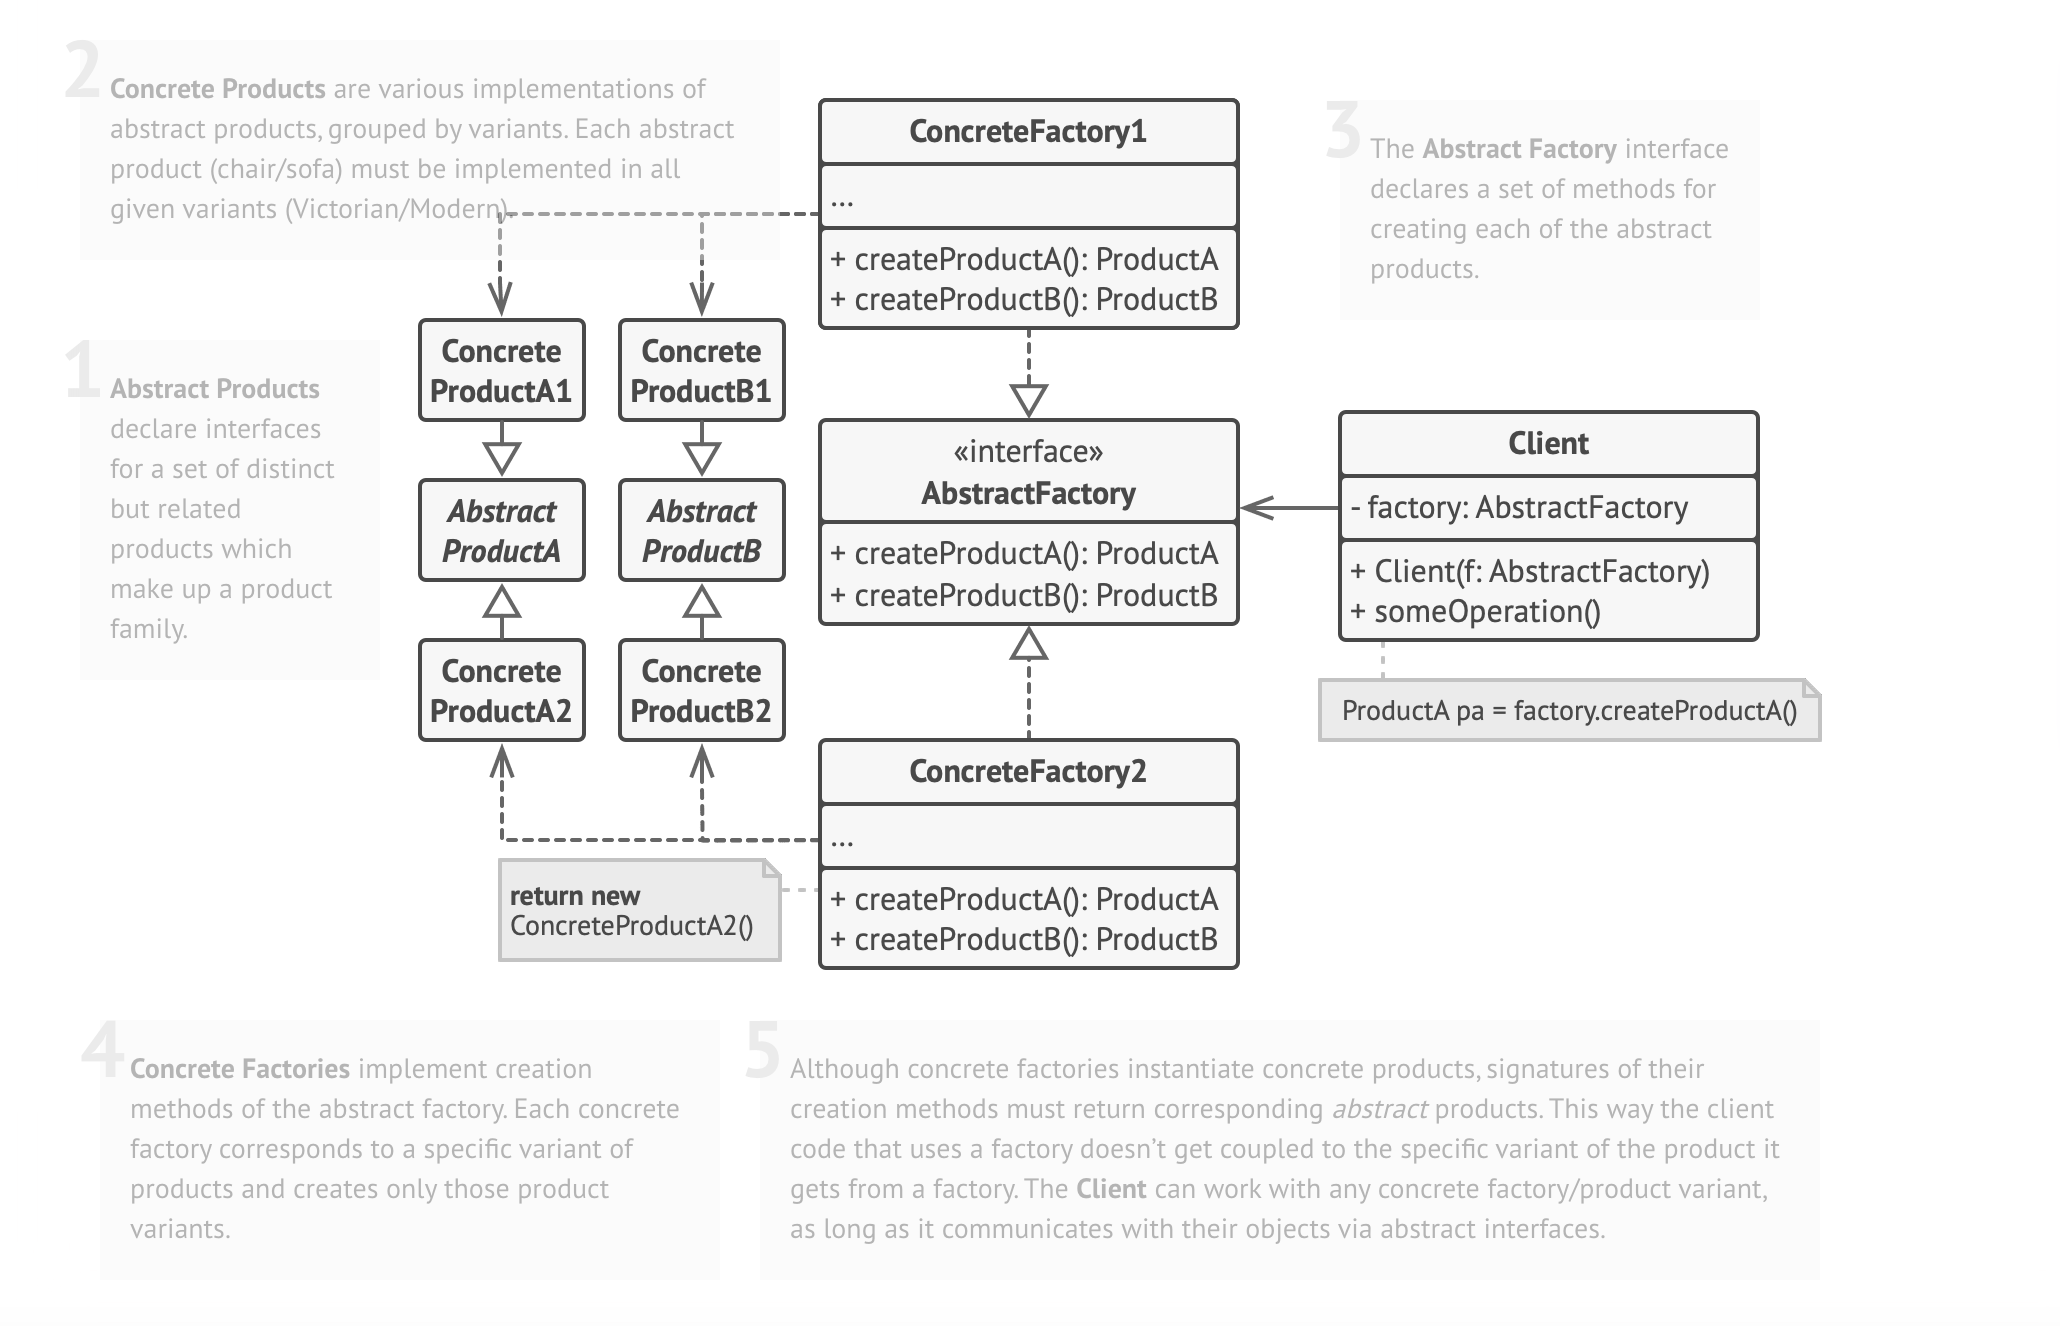 2
Concrete Products are various implementations of
abstract products, grouped by variants. Each abstract
product (chair/sofa) must be implemented in all
given variants (Victorian/Modern).
ConcreteFactory1
...
+ createProductA(): ProductA
+ createProductB(): ProductB
3
The Abstract Factory interface
declares a set of methods for
creating each of the abstract
products.
1
Abstract Products
declare interfaces
for a set of distinct
but related
products which
make up a product
family.
Concrete
ProductA1
Concrete
ProductB1
Abstract
ProductA
Abstract
ProductB
Concrete
ProductA2
Concrete
ProductB2
«interface»
AbstractFactory
+ createProductA(): ProductA
+ createProductB(): ProductB
Client
- factory: AbstractFactory
+ Client(f: AbstractFactory)
+ someOperation()
ProductA pa = factory.createProductA()
ConcreteFactory2
...
+ createProductA(): ProductA
+ createProductB(): ProductB
return new
ConcreteProductA2()
4
Concrete Factories implement creation
methods of the abstract factory. Each concrete
factory corresponds to a specific variant of
products and creates only those product
variants.
5
Although concrete factories instantiate concrete products, signatures of their
creation methods must return corresponding abstract products. This way the client
code that uses a factory doesn't get coupled to the specific variant of the product it
gets from a factory. The Client can work with any concrete factory/product variant,
as long as it communicates with their objects via abstract interfaces.